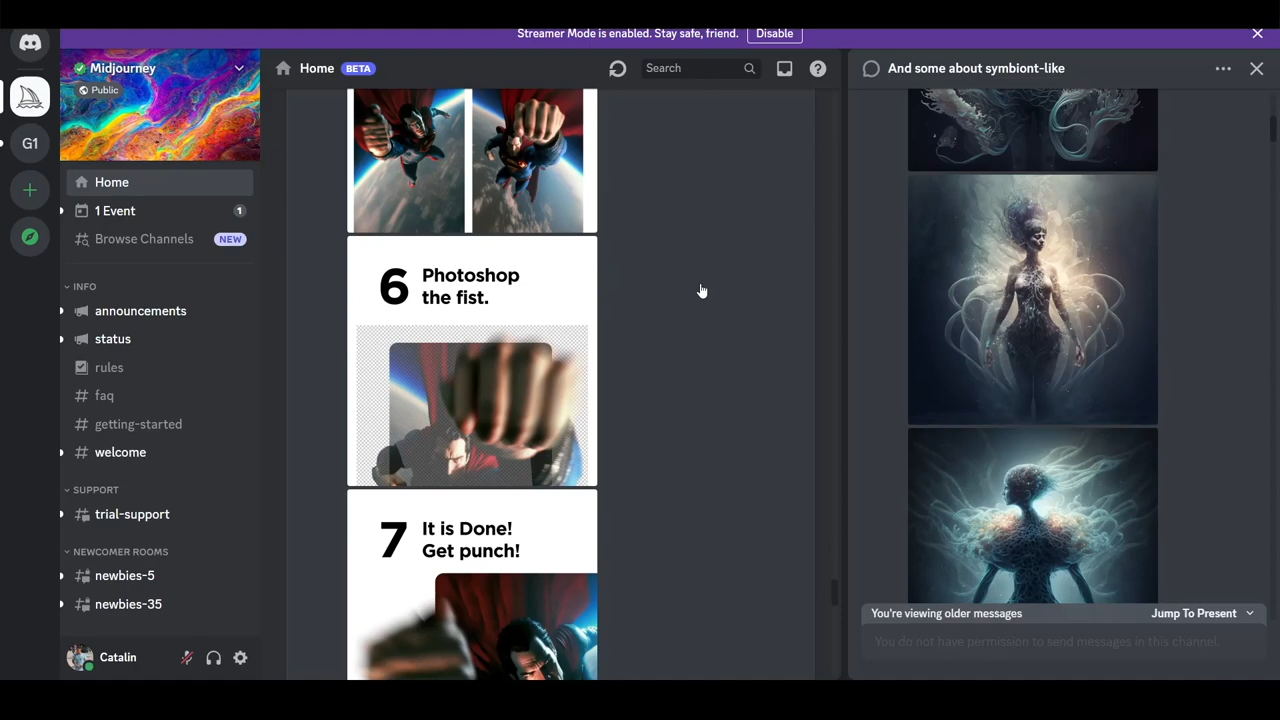 Streamer Mode is enabled. Stay safe, friend. Disable
Midjourney
Public
G1
Home
1 Event 1
Browse Channels NEW
INFO
announcements
status
rules
faq
getting-started
welcome
SUPPORT
trial-support
NEWCOMER ROOMS
newbies-5
newbies-35
Catalin
Home BETA
Search
6 Photoshop
the fist.
7 It is Done!
Get punch!
And some about symbiont-like
You're viewing older messages Jump To Present
You do not have permission to send messages in this channel.